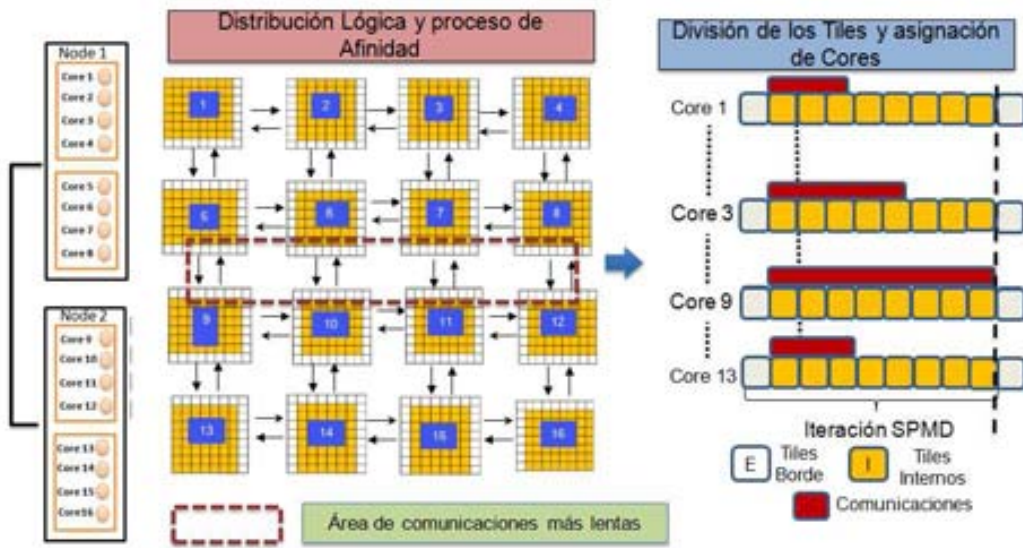 Distribución Lógica y proceso de
Afinidad
División de los Tiles y asignación
de Cores
Node 1
Core 1
Core 2
Core 3
Core 4
Core 5
Core 6
Core 7
Core 8
Node 2
Core 9
Core 10
Core 11
Core 12
Core 13
Core 14
Core 15
Core16
1
2
3
4
6
7
8
9
10
11
12
13
14
15
16
Core 1
Core 3
Core 9
Core 13
Iteración SPMD
E
Tiles
Borde
I
Tiles
Internos
Comunicaciones
Área de comunicaciones más lentas